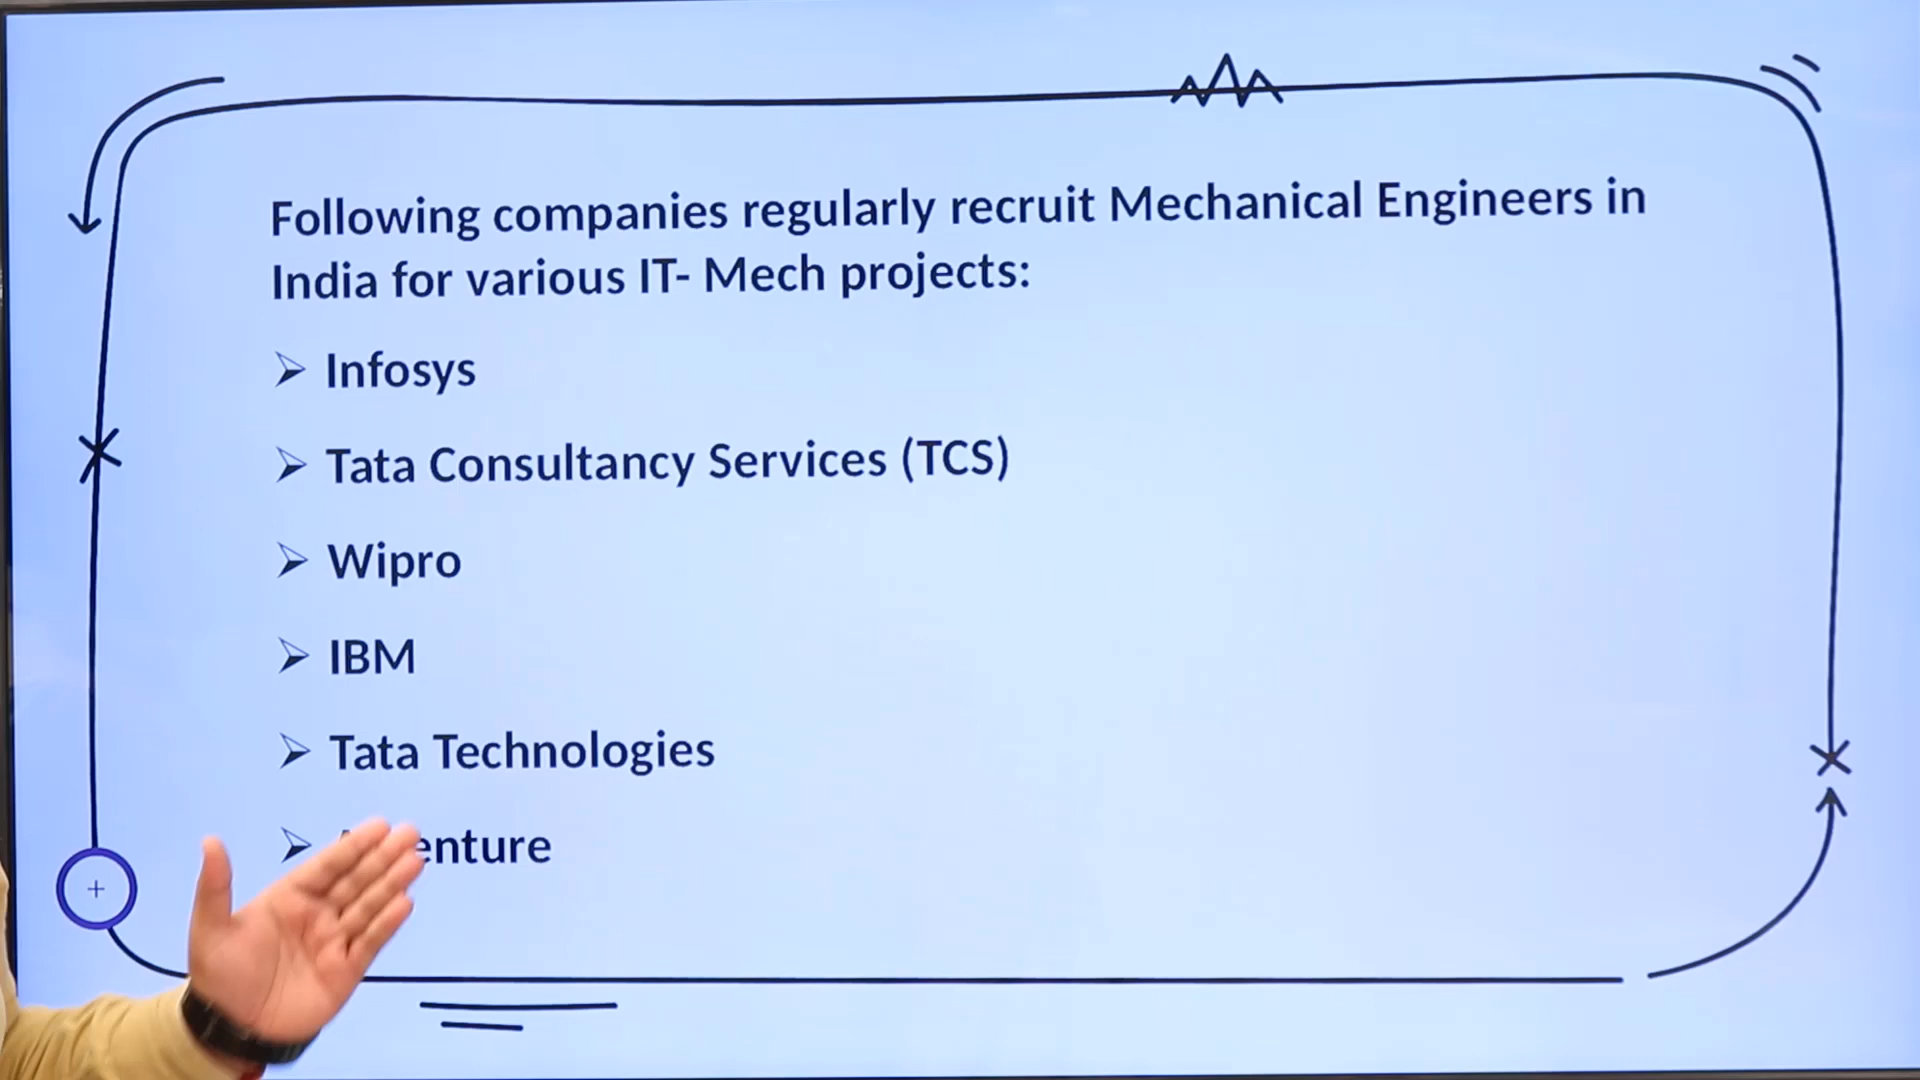 Following companies regularly recruit Mechanical Engineers in
India for various IT- Mech projects:
➢ Infosys
➢ Tata Consultancy Services (TCS)
➢ Wipro
➢ IBM
➢ Tata Technologies
➢